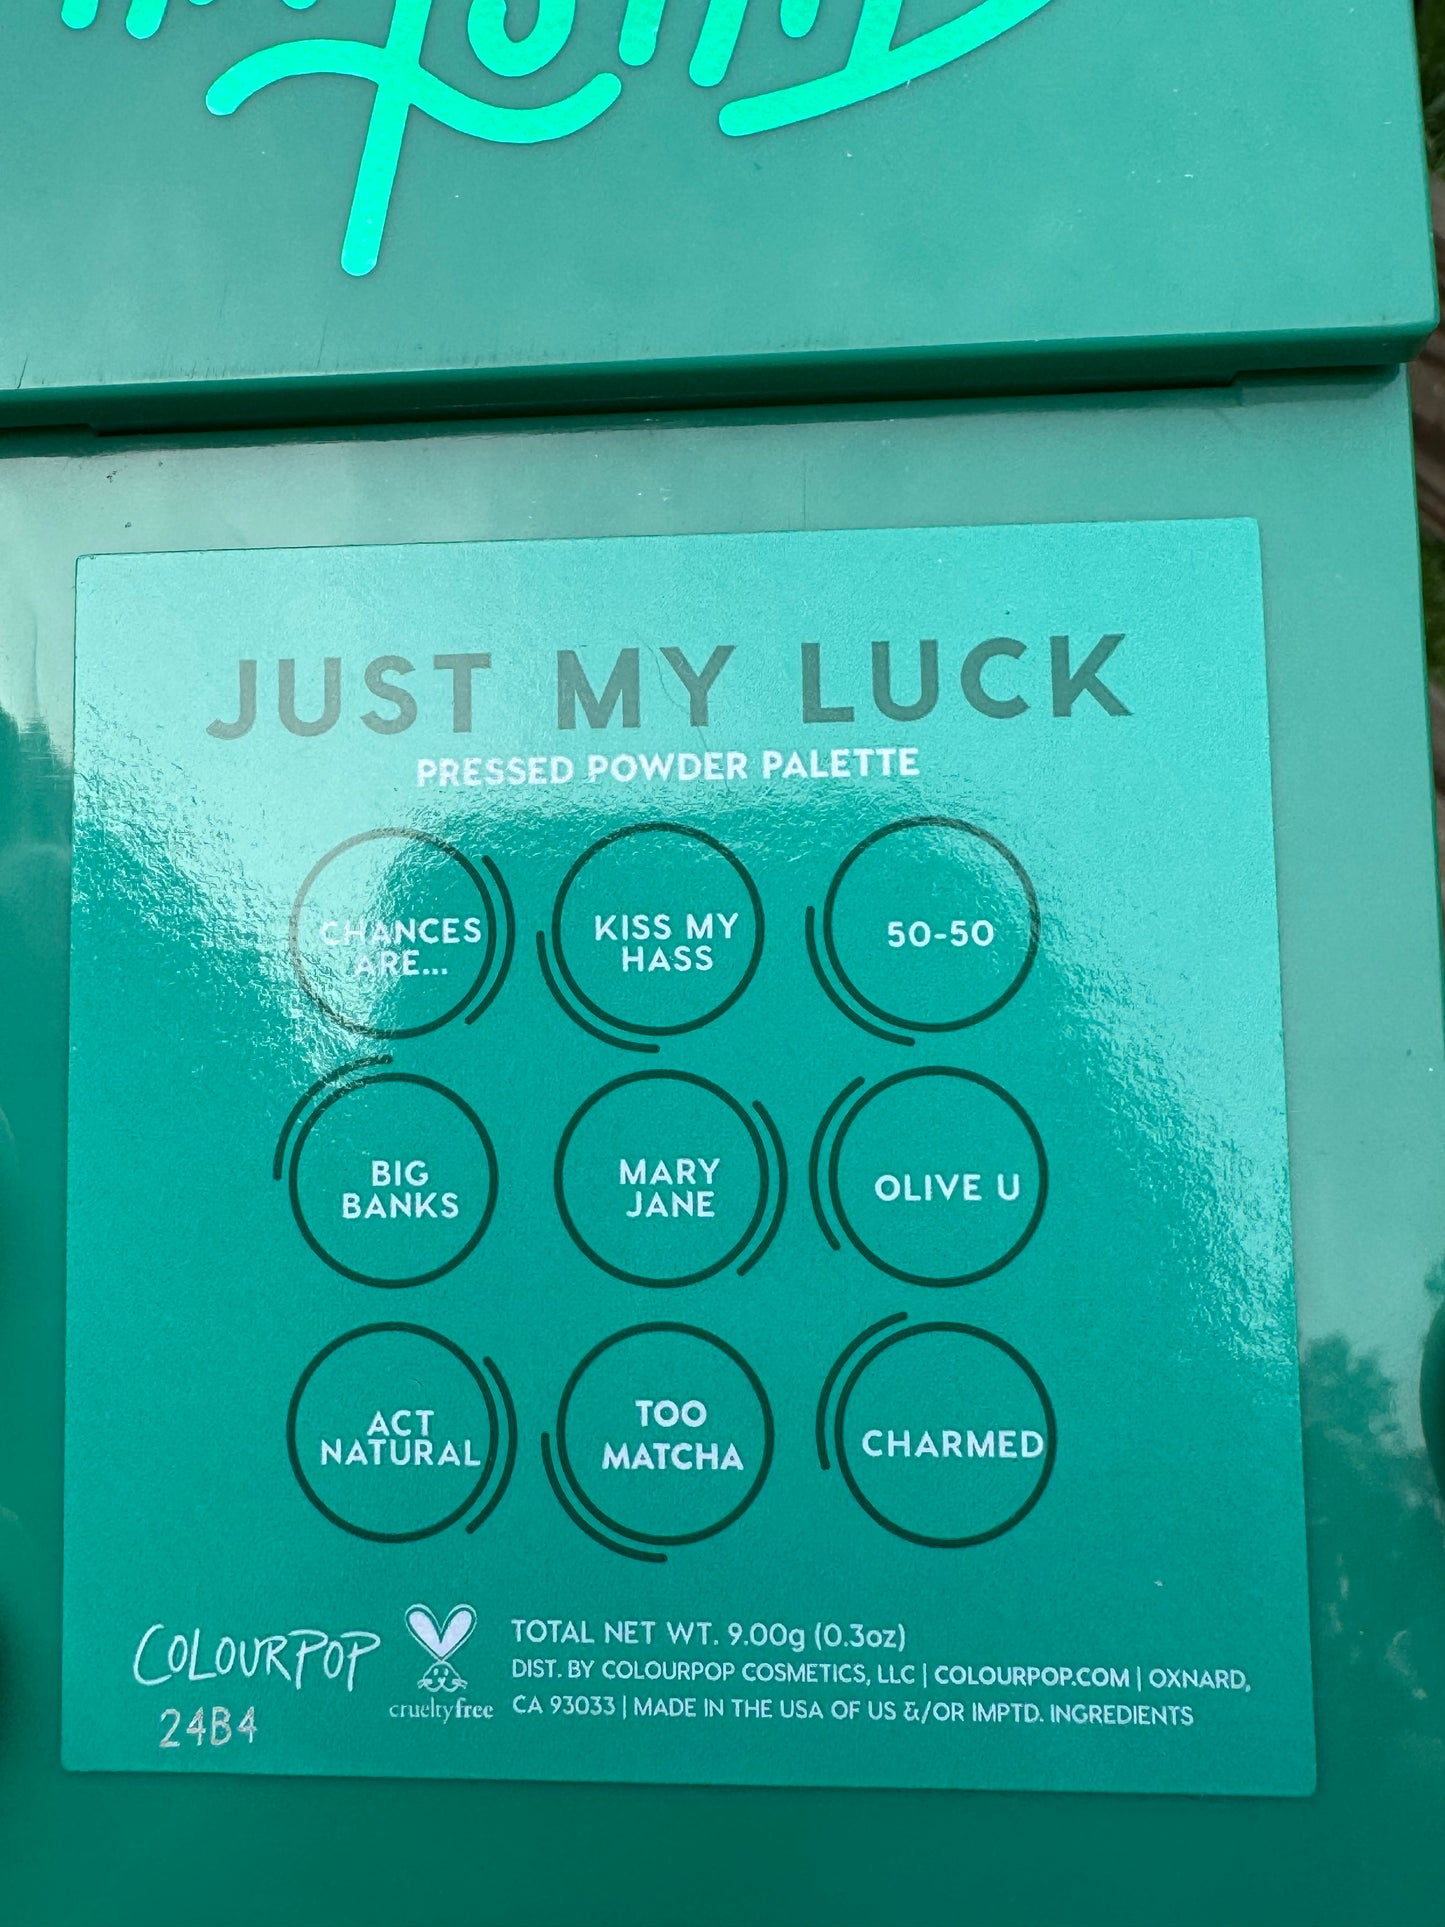 JUST MY LUCK
PRESSED POWDER PALETTE
CHANCES
ARE...
KISS MY
HASS
50-50
BIG
BANKS
MARY
JANE
OLIVE U
ACT
NATURAL
TOO
MATCHA
CHARMED
COLOURPOP
24B4
crueltyfree
TOTAL NET WT. 9.00g (0.3oz)
DIST. BY COLOURPOP COSMETICS, LLC | COLOURPOP.COM | OXNARD,
CA 93033 | MADE IN THE USA OF US &/OR IMPTD. INGREDIENTS